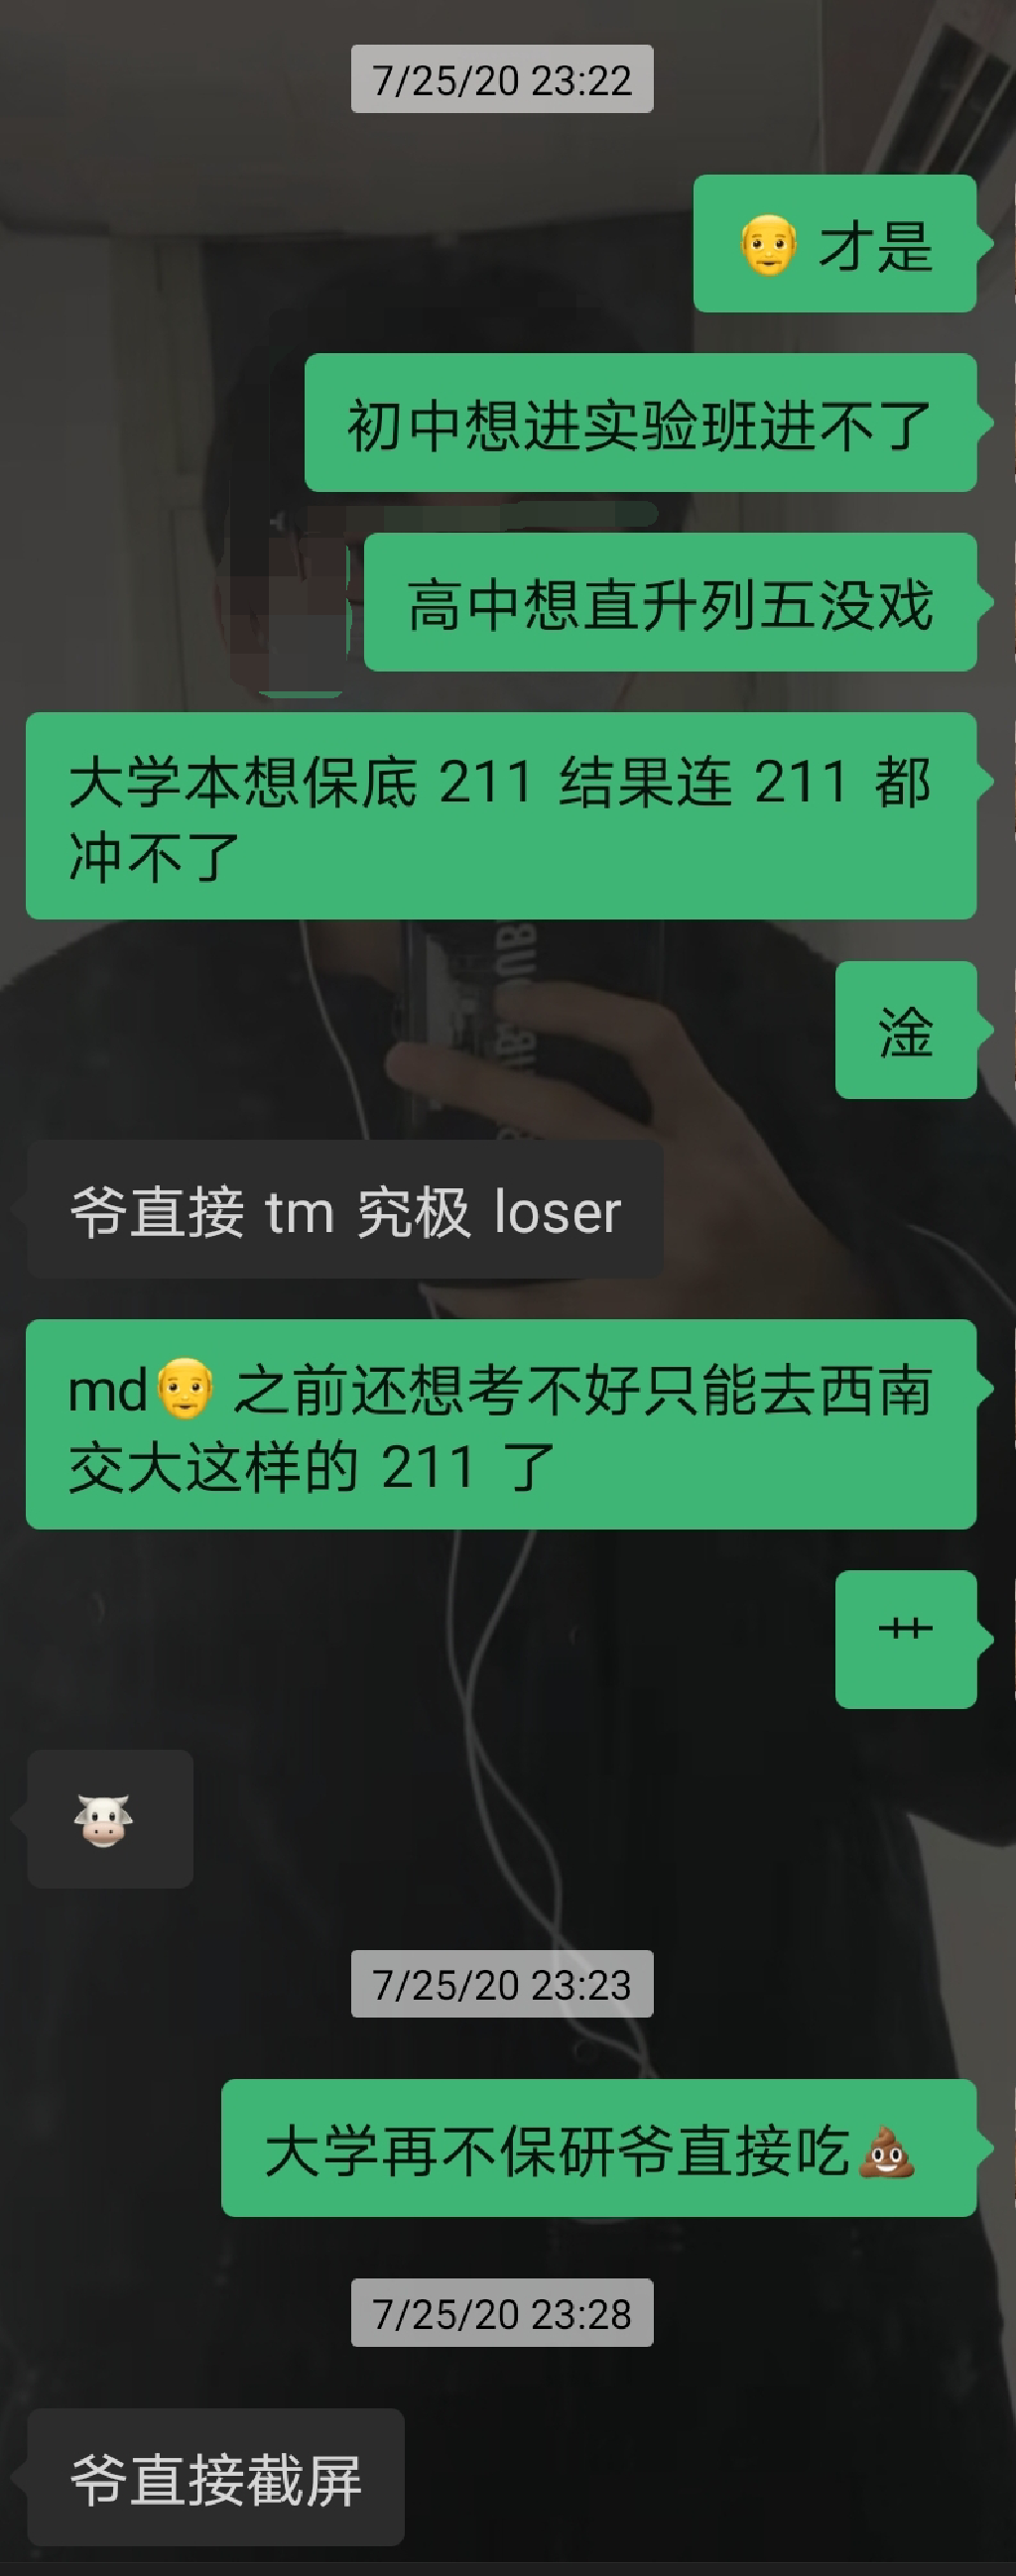 7/25/20 23:22
👴 才是
初中想进实验班进不了
高中想直升列五没戏
大学本想保底 211 结果连 211 都
冲不了
淦
爷直接 tm 究极 loser
md👴 之前还想考不好只能去西南
交大这样的 211 了
艹
🐮
7/25/20 23:23
大学再不保研爷直接吃💩
7/25/20 23:28
爷直接截屏